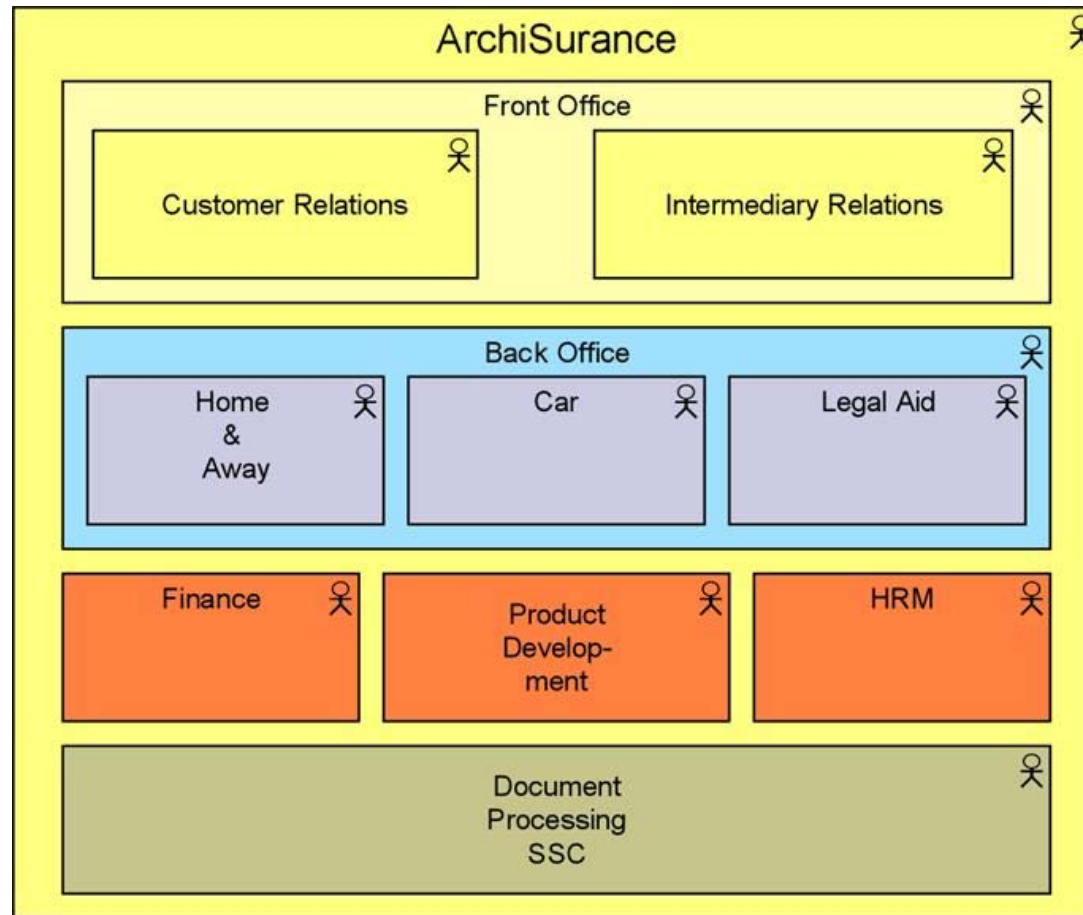 ArchiSurance
Front Office
Customer Relations
Intermediary Relations
Back Office
Home
&
Away
Car
Legal Aid
Finance
Product
Develop-
ment
HRM
Document
Processing
SSC